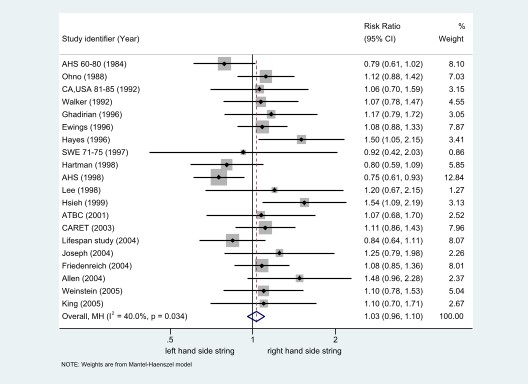 Risk Ratio %
Study identifier (Year) (95% CI) Weight
AHS 60-80 (1984) 0.79 (0.61, 1.02) 8.10
Ohno (1988) 1.12 (0.88, 1.42) 7.03
CA,USA 81-85 (1992) 1.06 (0.70, 1.59) 3.15
Walker (1992) 1.07 (0.78, 1.47) 4.55
Ghadirian (1996) 1.17 (0.79, 1.72) 3.05
Ewings (1996) 1.08 (0.88, 1.33) 7.87
Hayes (1996) 1.50 (1.05, 2.15) 3.41
SWE 71-75 (1997) 0.92 (0.42, 2.03) 0.86
Hartman (1998) 0.80 (0.59, 1.09) 5.85
AHS (1998) 0.75 (0.61, 0.93) 12.84
Lee (1998) 1.20 (0.67, 2.15) 1.27
Hsieh (1999) 1.54 (1.09, 2.19) 3.13
ATBC (2001) 1.07 (0.68, 1.70) 2.52
CARET (2003) 1.11 (0.86, 1.43) 7.96
Lifespan study (2004) 0.84 (0.64, 1.11) 8.07
Joseph (2004) 1.25 (0.79, 1.98) 2.26
Friedenreich (2004) 1.08 (0.85, 1.36) 8.01
Allen (2004) 1.48 (0.96, 2.28) 2.37
Weinstein (2005) 1.10 (0.78, 1.53) 5.04
King (2005) 1.10 (0.70, 1.71) 2.67
Overall, MH (I² = 40.0%, p = 0.034) 1.03 (0.96, 1.10) 100.00
.5 1 2
left hand side string right hand side string
NOTE: Weights are from Mantel-Haenszel model